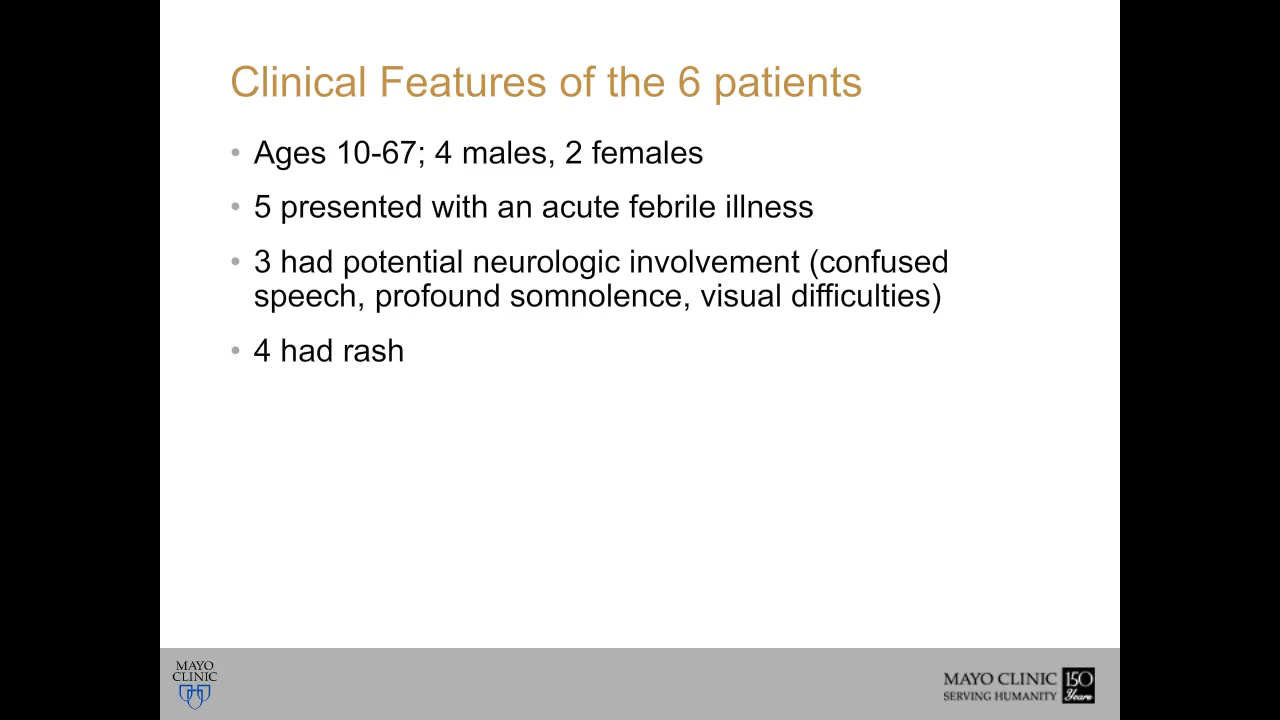 Clinical Features of the 6 patients
• Ages 10-67; 4 males, 2 females
• 5 presented with an acute febrile illness
• 3 had potential neurologic involvement (confused
speech, profound somnolence, visual difficulties)
• 4 had rash
MAYO
CLINIC
MAYO CLINIC 150
SERVING HUMANITY Years